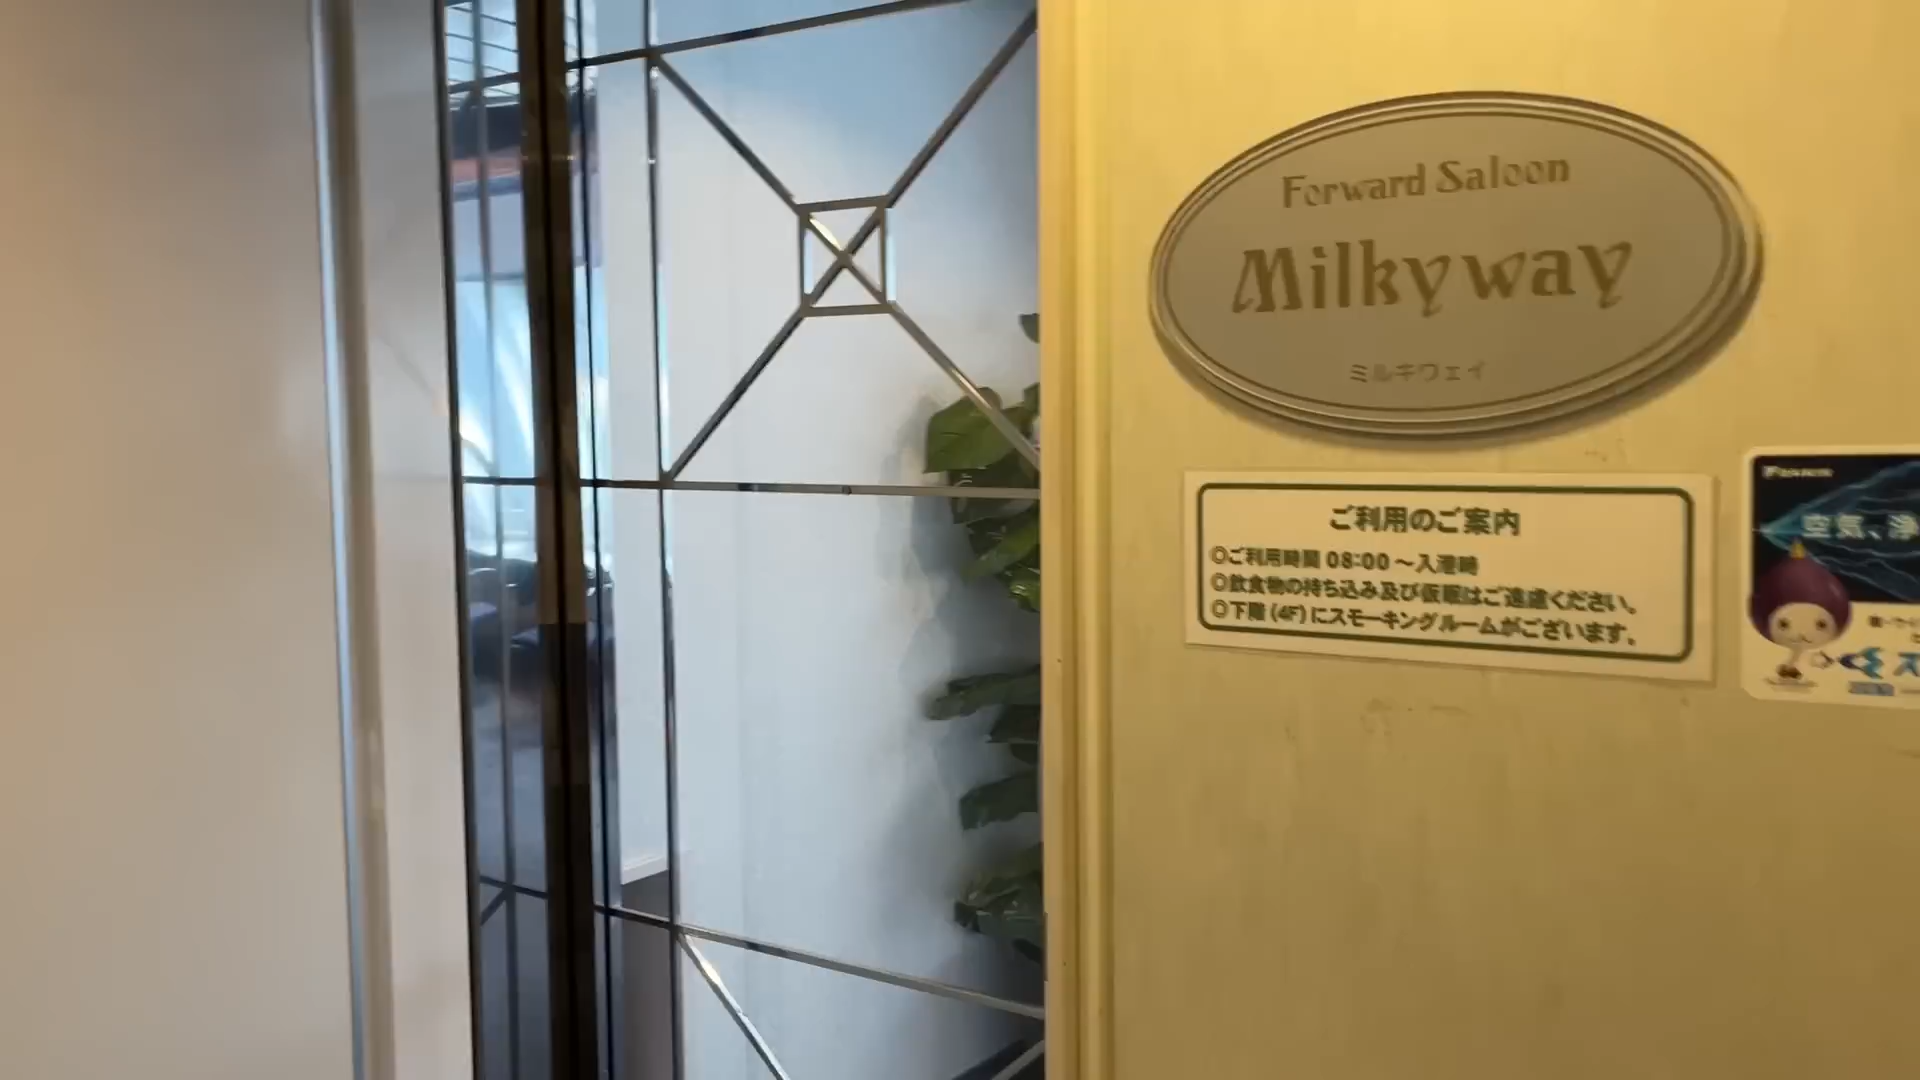 Forward Saloon
Milkyway
ミルキウェイ
ご利用のご案内
◎ご利用時間 08:00 ～入港時
◎飲食物の持ち込み及び仮眠はご遠慮ください。
◎下階(4F)にスモーキングルームがございます。
DAIKIN
空気、浄